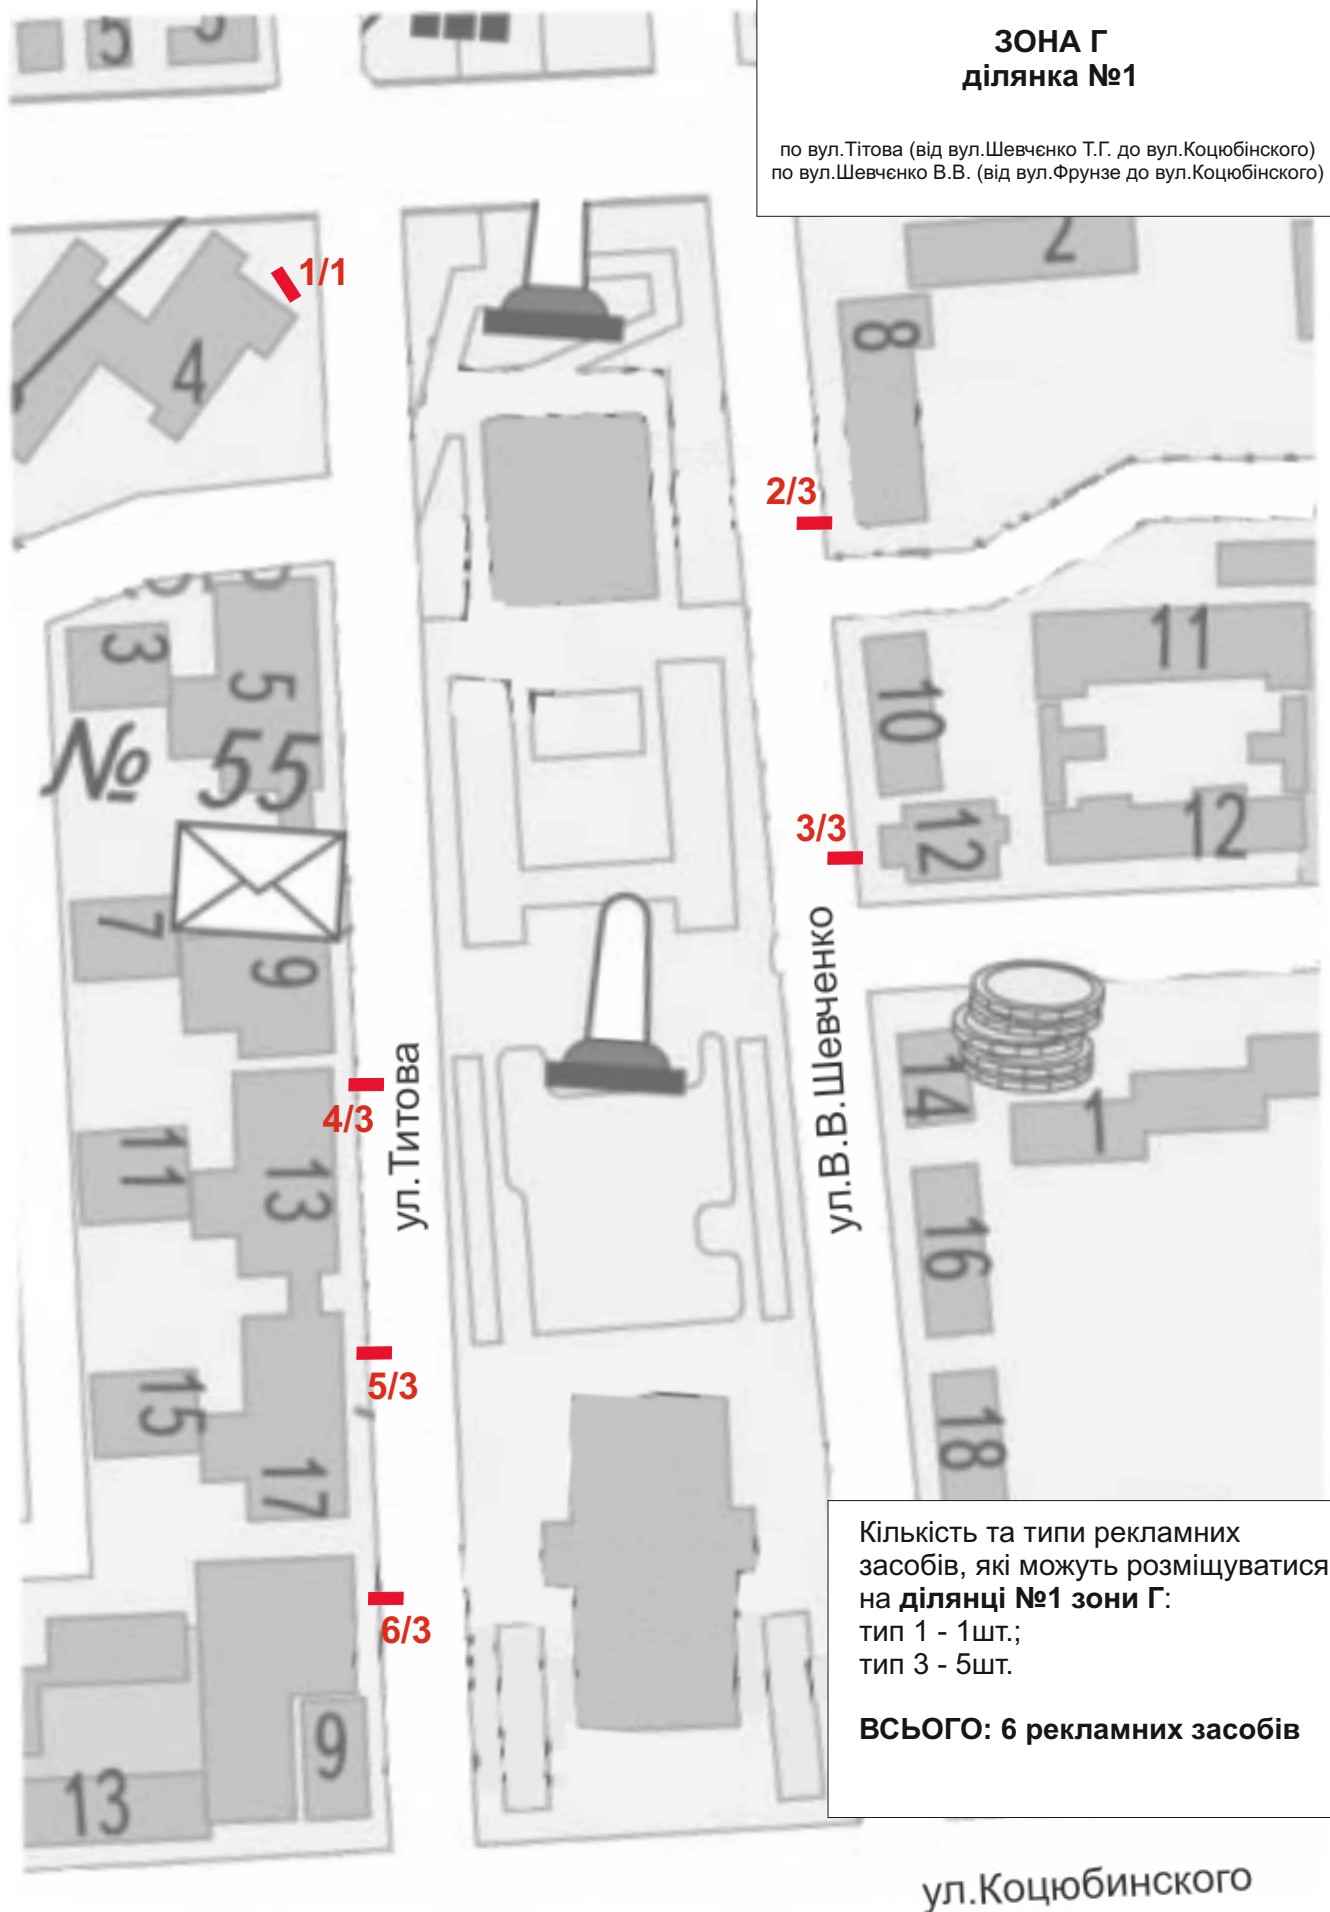 ЗОНА Г
ділянка №1
по вул.Тітова (від вул.Шевчєнко Т.Г. до вул.Коцюбінского)
по вул.Шевчєнко В.В. (від вул.Фрунзе до вул.Коцюбінского)
5
2
1/1
8
4
2/3
3
5
11
10
№ 55
12
12
3/3
7
9
ул.Титова
ул.В.В.Шевченко
14
1
4/3
11
13
16
5/3
15
18
17
Кількість та типи рекламних
засобів, які можуть розміщуватися
на ділянці №1 зони Г:
тип 1 - 1шт.;
тип 3 - 5шт.
ВСЬОГО: 6 рекламних засобів
6/3
9
13
ул.Коцюбинского